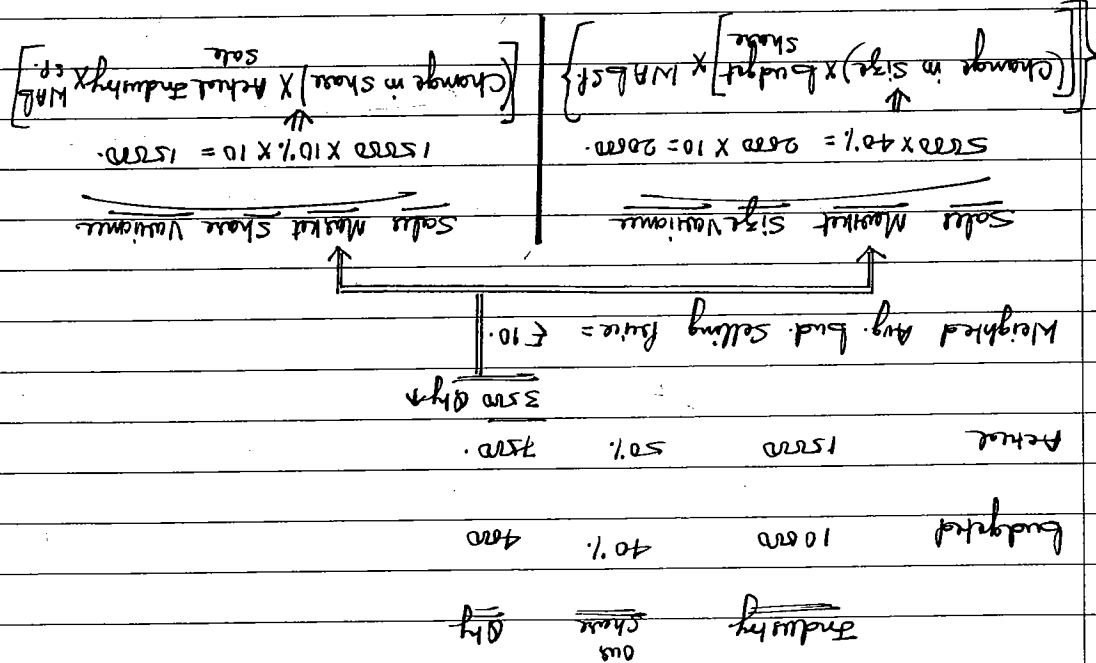 Industry our share Qty
budgeted 10000 40% 4000
Actual 15000 50% 7500.
3500 Qty↑
Weighted Avg. bud. Selling Price = ₹10.
Sales Market Size Variance
5000 x 40% = 2000 x 10 = 20000.
{[(Change in Size) x budget share] x WABSP.}
Sales Market Share Variance
15000 x 10% x 10 = 15000.
[(Change in Share) x Actual Industry Sale x WAB SP.]